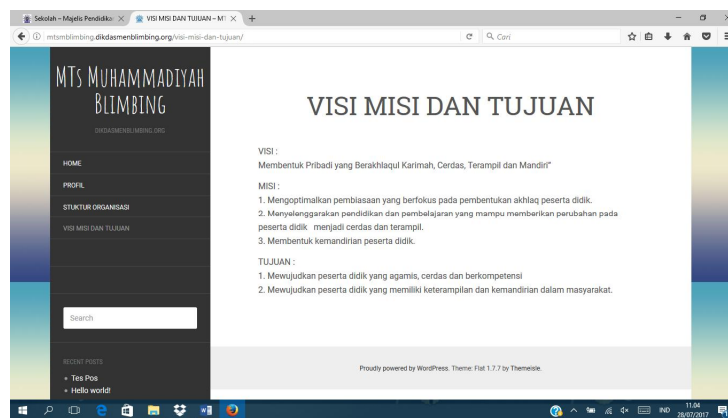 Sekolah – Majelis Pendidika
VISI MISI DAN TUJUAN – MT
mtsmblimbing.dikdasmenblimbing.org/visi-misi-dan-tujuan/
Cari
MTs Muhammadiyah
Blimbing
DIKDASMENBLIMBING.ORG
HOME
PROFIL
STUKTUR ORGANISASI
VISI MISI DAN TUJUAN
Search
RECENT POSTS
Tes Pos
Hello world!
VISI MISI DAN TUJUAN
VISI :
Membentuk Pribadi yang Berakhlaqul Karimah, Cerdas, Terampil dan Mandiri"
MISI :
1. Mengoptimalkan pembiasaan yang berfokus pada pembentukan akhlaq peserta didik.
2. Menyelenggarakan pendidikan dan pembelajaran yang mampu memberikan perubahan pada
peserta didik menjadi cerdas dan terampil.
3. Membentuk kemandirian peserta didik.
TUJUAN :
1. Mewujudkan peserta didik yang agamis, cerdas dan berkompetensi
2. Mewujudkan peserta didik yang memiliki keterampilan dan kemandirian dalam masyarakat.
Proudly powered by WordPress. Theme: Flat 1.7.7 by Themeisle.
IND
11.04
28/07/2017